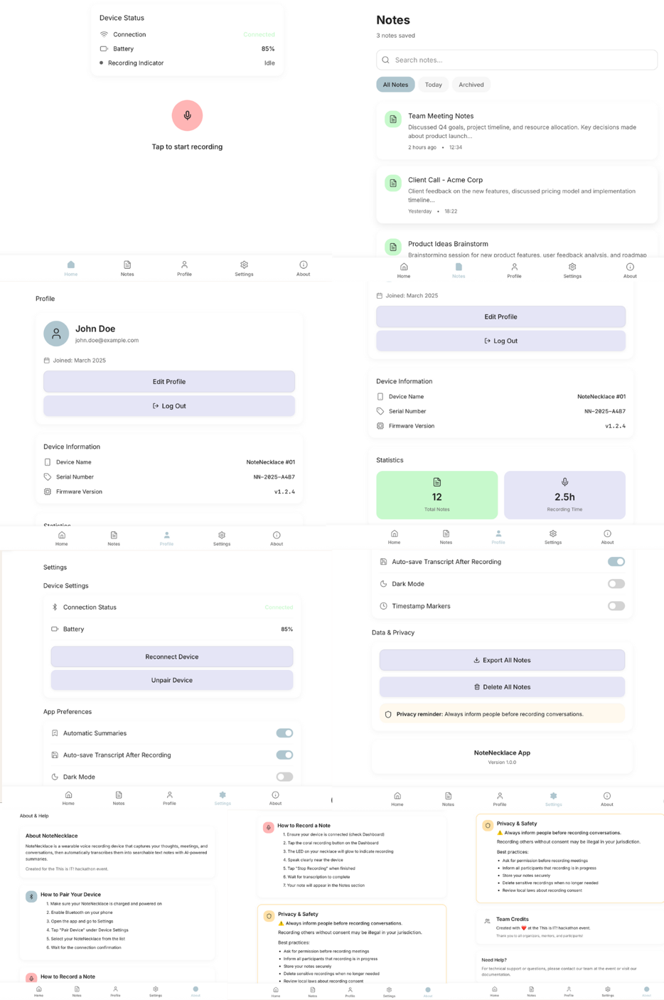 Device Status
Connection Connected
Battery 85%
Recording Indicator Idle
Tap to start recording
Home Notes Profile Settings About
Notes
3 notes saved
Search notes...
All Notes Today Archived
Team Meeting Notes
Discussed Q4 goals, project timeline, and resource allocation. Key decisions made
about product launch...
2 hours ago • 12:34
Client Call - Acme Corp
Client feedback on the new features, discussed pricing model and implementation
timeline...
Yesterday • 18:22
Product Ideas Brainstorm
Brainstorming session for new product features, user feedback analysis, and roadmap
Home Notes Profile Settings About
Profile
John Doe
john.doe@example.com
Joined: March 2025
Edit Profile
Log Out
Device Information
Device Name NoteNecklace #01
Serial Number NN-2025-A4B7
Firmware Version v1.2.4
Statistics
Home Notes Profile Settings About
Joined: March 2025
Edit Profile
Log Out
Device Information
Device Name NoteNecklace #01
Serial Number NN-2025-A4B7
Firmware Version v1.2.4
Statistics
12 2.5h
Total Notes Recording Time
Home Notes Profile Settings About
Settings
Device Settings
Connection Status Connected
Battery 85%
Reconnect Device
Unpair Device
App Preferences
Automatic Summaries
Auto-save Transcript After Recording
Dark Mode
Home Notes Profile Settings About
Auto-save Transcript After Recording
Dark Mode
Timestamp Markers
Data & Privacy
Export All Notes
Delete All Notes
Privacy reminder: Always inform people before recording conversations.
NoteNecklace App
Version 1.0.0
Home Notes Profile Settings About
About & Help
About NoteNecklace
NoteNecklace is a wearable voice recording device that captures your thoughts, meetings, and
conversations, then automatically transcribes them into searchable text notes with AI-powered
summaries.
Created for the This is IT! hackathon event.
How to Pair Your Device
1. Make sure your NoteNecklace is charged and powered on
2. Enable Bluetooth on your phone
3. Open the app and go to Settings
4. Tap "Pair Device" under Device Settings
5. Select your NoteNecklace from the list
6. Wait for the connection confirmation
How to Record a Note
Home Notes Profile Settings About
How to Record a Note
1. Ensure your device is connected (check Dashboard)
2. Tap the coral recording button on the Dashboard
3. The LED on your necklace will glow to indicate recording
4. Speak clearly near the device
5. Tap "Stop Recording" when finished
6. Wait for transcription to complete
7. Your note will appear in the Notes section
Privacy & Safety
⚠️ Always inform people before recording conversations.
Recording others without consent may be illegal in your jurisdiction.
Best practices:
• Ask for permission before recording meetings
• Inform all participants that recording is in progress
• Store your notes securely
• Delete sensitive recordings when no longer needed
• Review local laws about recording consent
Home Notes Profile Settings About
Privacy & Safety
⚠️ Always inform people before recording conversations.
Recording others without consent may be illegal in your jurisdiction.
Best practices:
• Ask for permission before recording meetings
• Inform all participants that recording is in progress
• Store your notes securely
• Delete sensitive recordings when no longer needed
• Review local laws about recording consent
Team Credits
Created with ❤️ at the This is IT! hackathon event.
Thank you to all organizers, mentors, and participants!
Need Help?
For technical support or questions, please contact our team at the event or visit our
documentation.
Home Notes Profile Settings About